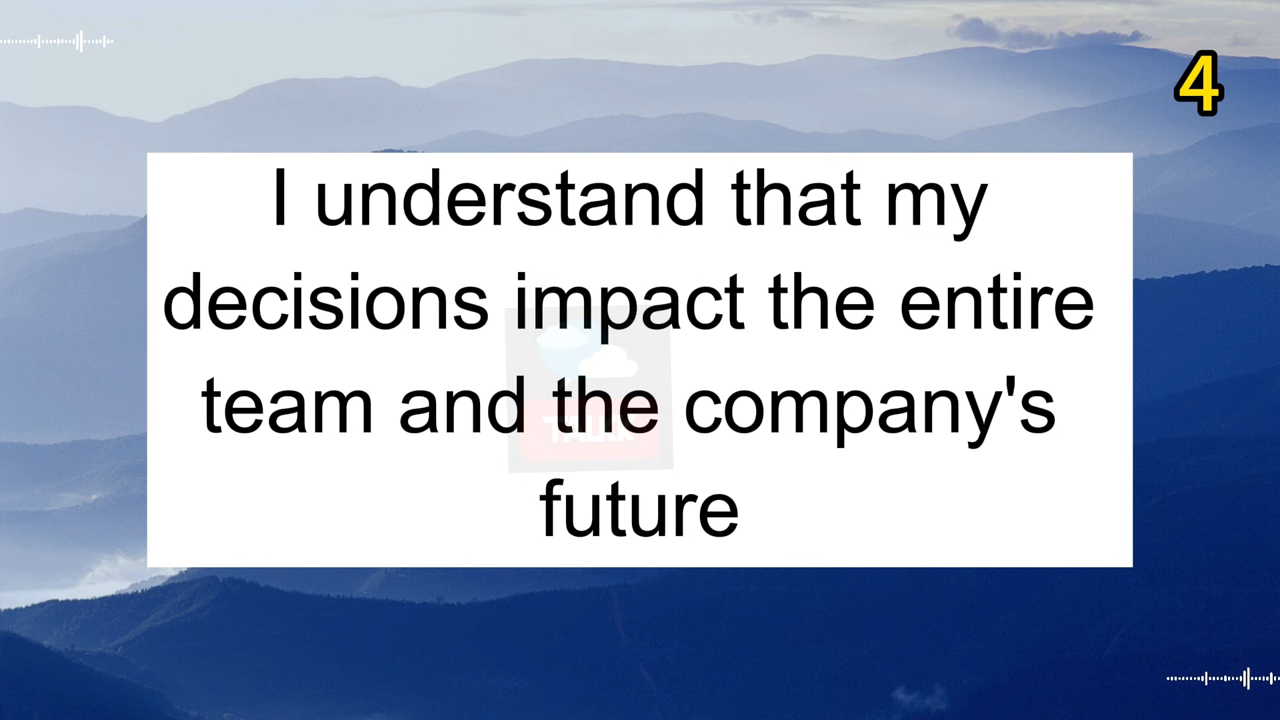 4
I understand that my
decisions impact the entire
team and the company's
future